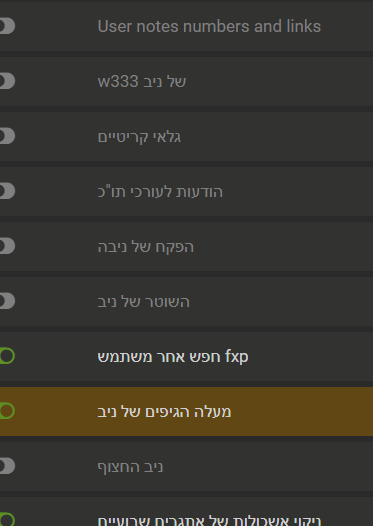 User notes numbers and links
של ניב w333
גלאי קריטיים
הודעות לעורכי תו"כ
הפקח של ניבה
השוטר של ניב
fxp חפש אחר משתמש
מעלה הגיפים של ניב
ניב החצוף
ניקוי אשכולות של אתגרים שבועיים